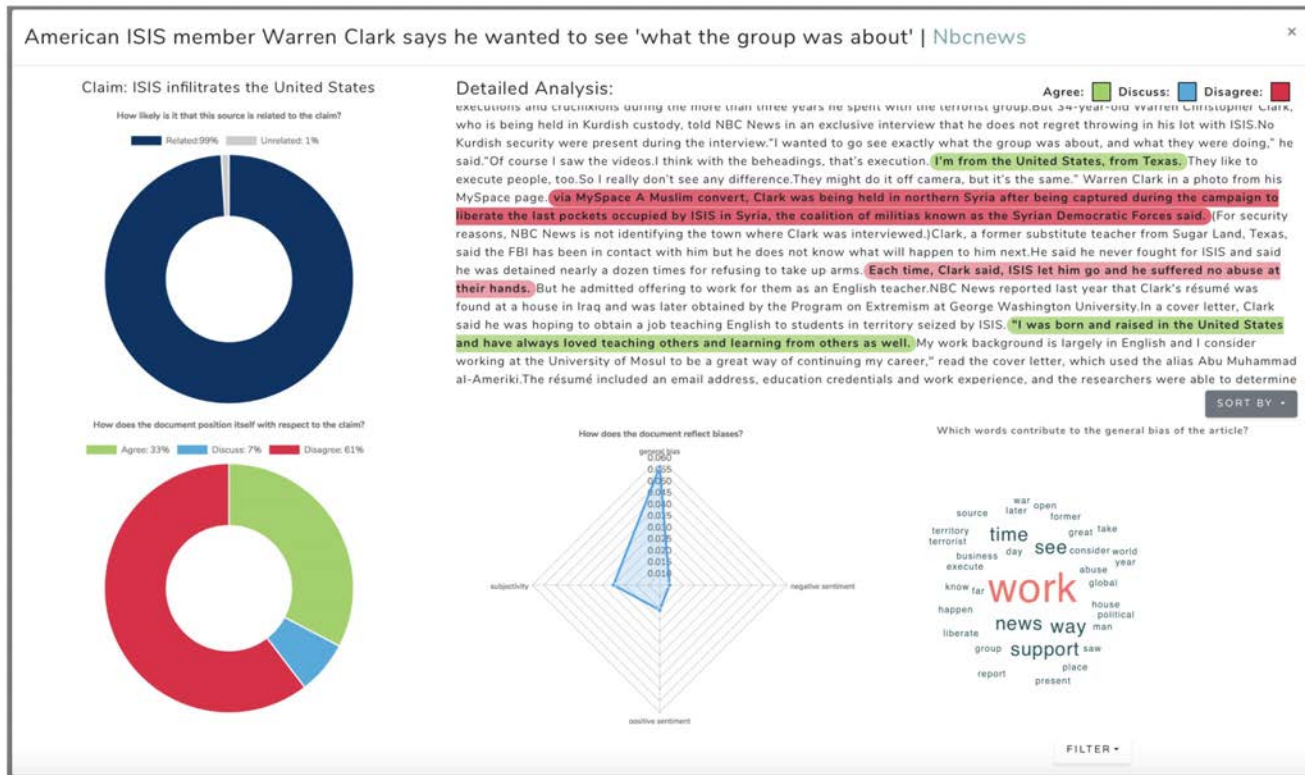 American ISIS member Warren Clark says he wanted to see 'what the group was about' | Nbcnews
×
Claim: ISIS infilitrates the United States
How likely is it that this source is related to the claim?
Related:99% Unrelated: 1%
How does the document position itself with respect to the claim?
Agree: 33% Discuss: 7% Disagree: 61%
Detailed Analysis:
Agree: Discuss: Disagree:
executions and crucifixions during the more than three years he spent with the terrorist group.But 34-year-old Warren Christopher Clark,
who is being held in Kurdish custody, told NBC News in an exclusive interview that he does not regret throwing in his lot with ISIS.No
Kurdish security were present during the interview."I wanted to go see exactly what the group was about, and what they were doing," he
said."Of course I saw the videos.I think with the beheadings, that's execution. I'm from the United States, from Texas. They like to
execute people, too.So I really don't see any difference.They might do it off camera, but it's the same." Warren Clark in a photo from his
MySpace page. via MySpace A Muslim convert, Clark was being held in northern Syria after being captured during the campaign to
liberate the last pockets occupied by ISIS in Syria, the coalition of militias known as the Syrian Democratic Forces said. (For security
reasons, NBC News is not identifying the town where Clark was interviewed.)Clark, a former substitute teacher from Sugar Land, Texas,
said the FBI has been in contact with him but he does not know what will happen to him next.He said he never fought for ISIS and said
he was detained nearly a dozen times for refusing to take up arms. Each time, Clark said, ISIS let him go and he suffered no abuse at
their hands. But he admitted offering to work for them as an English teacher.NBC News reported last year that Clark's résumé was
found at a house in Iraq and was later obtained by the Program on Extremism at George Washington University.In a cover letter, Clark
said he was hoping to obtain a job teaching English to students in territory seized by ISIS. "I was born and raised in the United States
and have always loved teaching others and learning from others as well. My work background is largely in English and I consider
working at the University of Mosul to be a great way of continuing my career," read the cover letter, which used the alias Abu Muhammad
al-Ameriki.The résumé included an email address, education credentials and work experience, and the researchers were able to determine
SORT BY
How does the document reflect biases?
general bias
0.060
0.055
0.050
0.045
0.040
0.035
0.030
0.025
0.020
0.015
0.010
subjectivity
negative sentiment
positive sentiment
Which words contribute to the general bias of the article?
war
open
source
later
former
territory
time
great
take
terrorist
see
consider
world
business
day
year
execute
abuse
work
global
know
far
house
happen
political
news
way
man
liberate
support
group
saw
place
report
present
FILTER